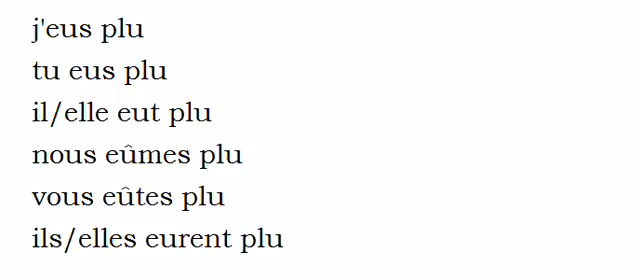 j'eus plu
tu eus plu
il/elle eut plu
nous eûmes plu
vous eûtes plu
ils/elles eurent plu